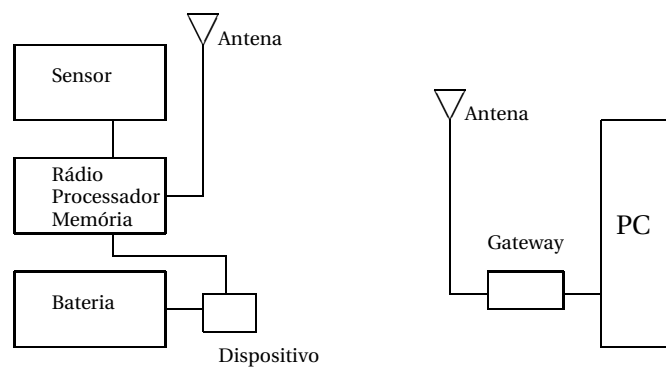 Antena
Sensor
Rádio
Processador
Memória
Bateria
Dispositivo
Antena
Gateway
PC